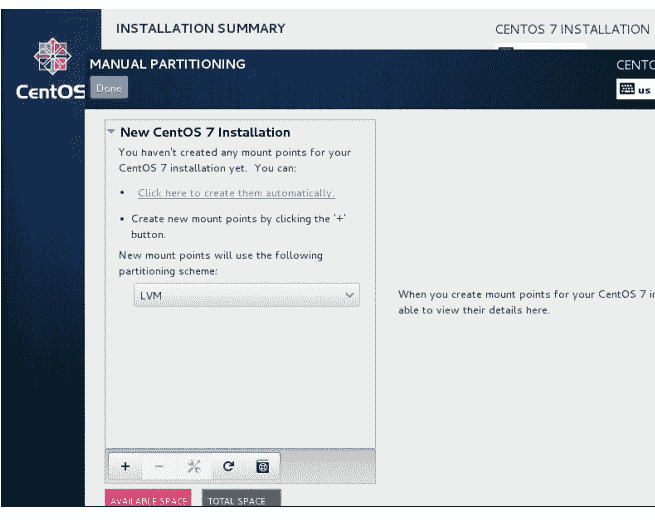 INSTALLATION SUMMARY
CENTOS 7 INSTALLATION
MANUAL PARTITIONING
CENTO
CentOS
Done
us
New CentOS 7 Installation
You haven't created any mount points for your
CentOS 7 installation yet. You can:
• Click here to create them automatically.
• Create new mount points by clicking the '+'
button.
New mount points will use the following
partitioning scheme:
LVM
When you create mount points for your CentOS 7 in
able to view their details here.
+ -
AVAILABLE SPACE
TOTAL SPACE